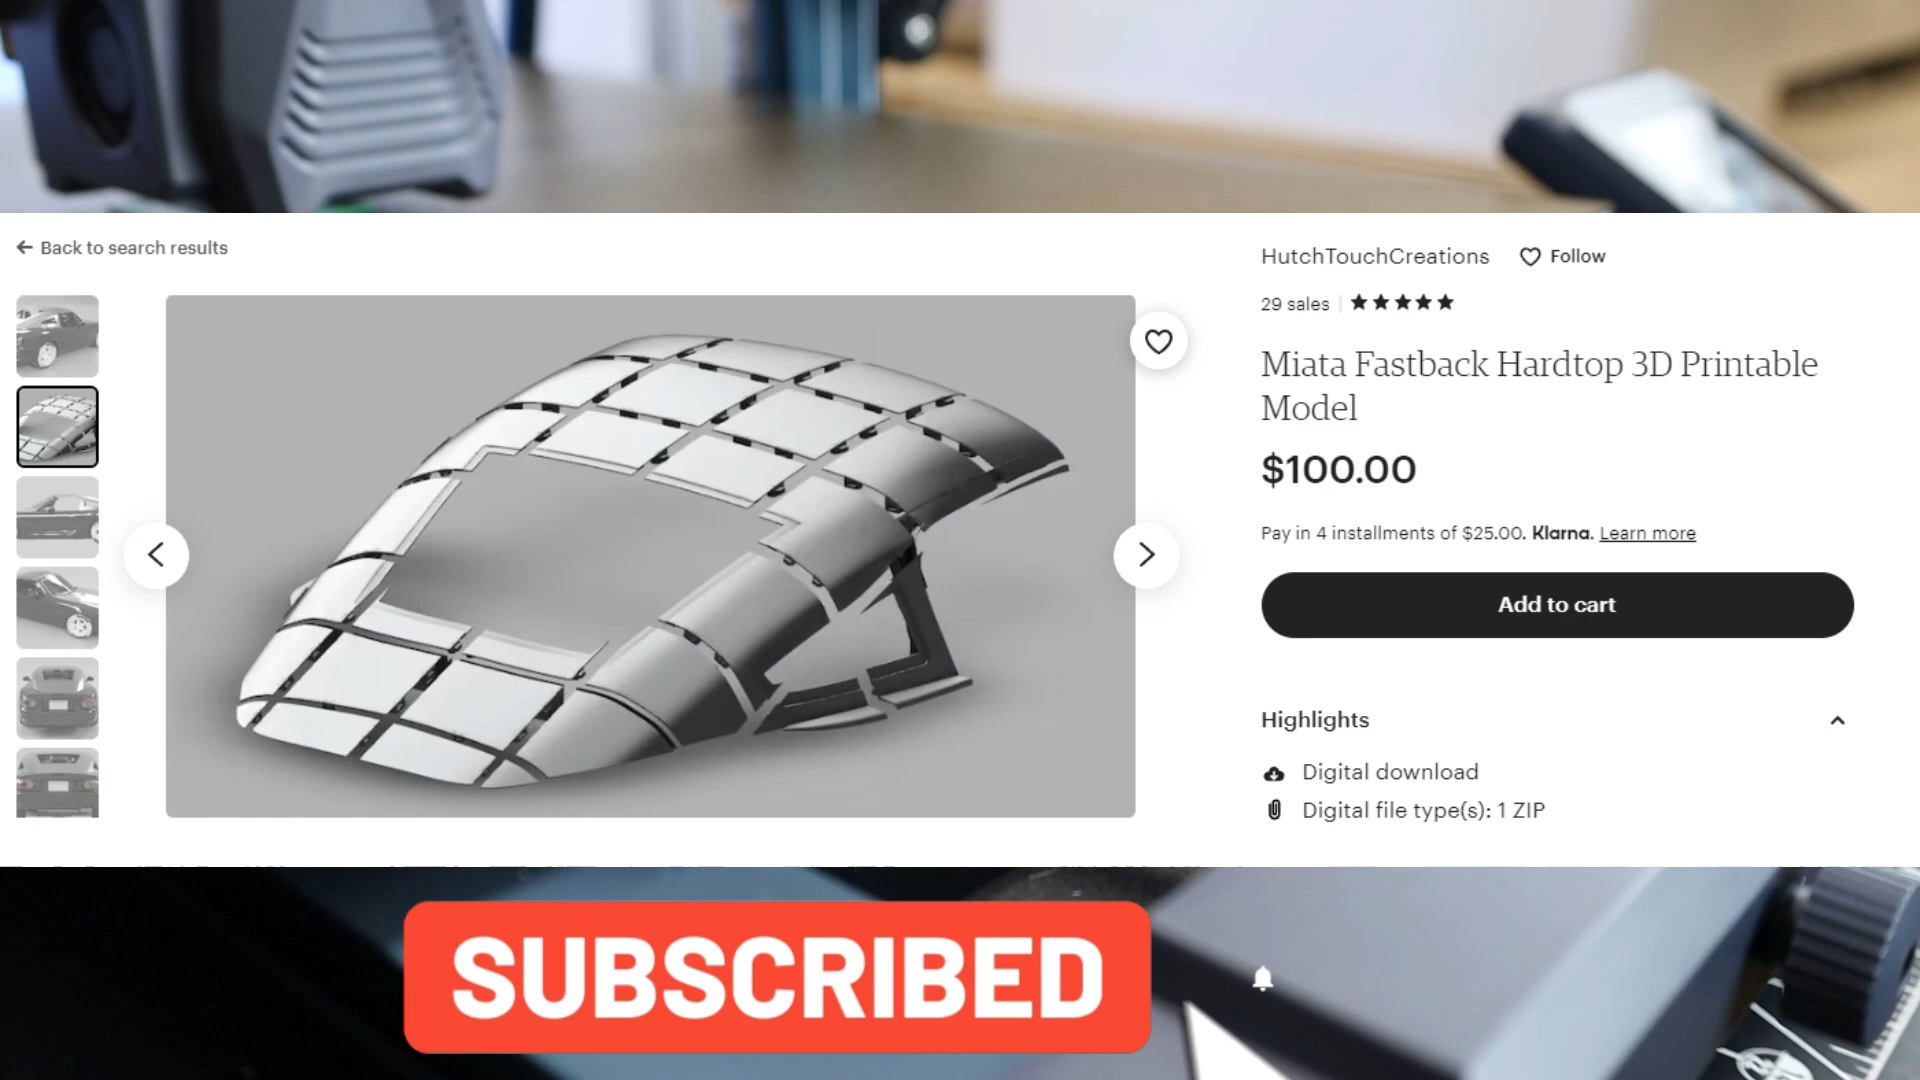 Back to search results
HutchTouchCreations
Follow
29 sales
Miata Fastback Hardtop 3D Printable
Model
$100.00
Pay in 4 installments of $25.00. Klarna. Learn more
Add to cart
Highlights
Digital download
Digital file type(s): 1 ZIP
SUBSCRIBED